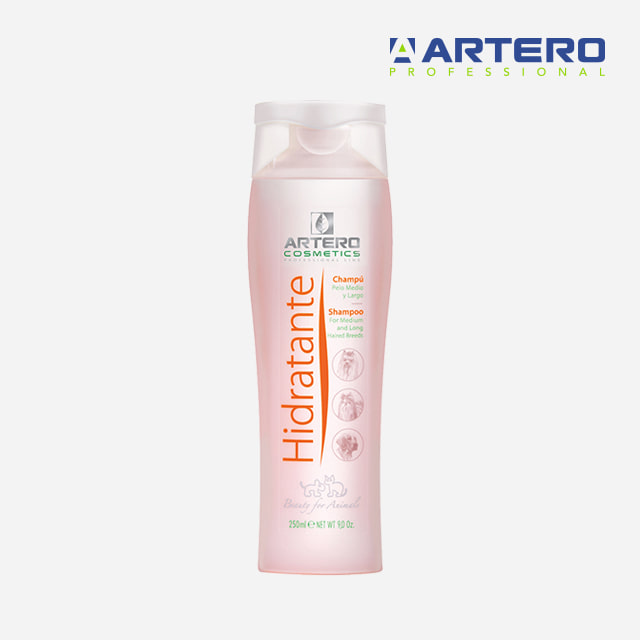 ARTERO
PROFESSIONAL
ARTERO
COSMETICS
PROFESSIONAL LINE
Hidratante
Champú
Pelo Medio
y Largo
Shampoo
For Medium
and Long
Haired Breeds
Beauty for Animals
250ml ℮ NET WT 9,0 Oz.